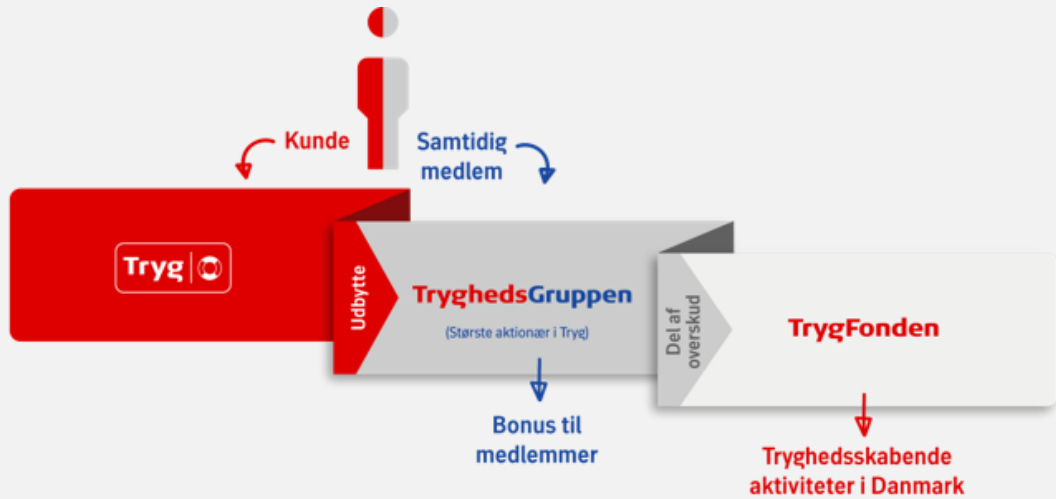 Kunde
Samtidig
medlem
Tryg
Udbytte
TryghedsGruppen
(Største aktionær i Tryg)
Del af
overskud
TrygFonden
Bonus til
medlemmer
Tryghedsskabende
aktiviteter i Danmark